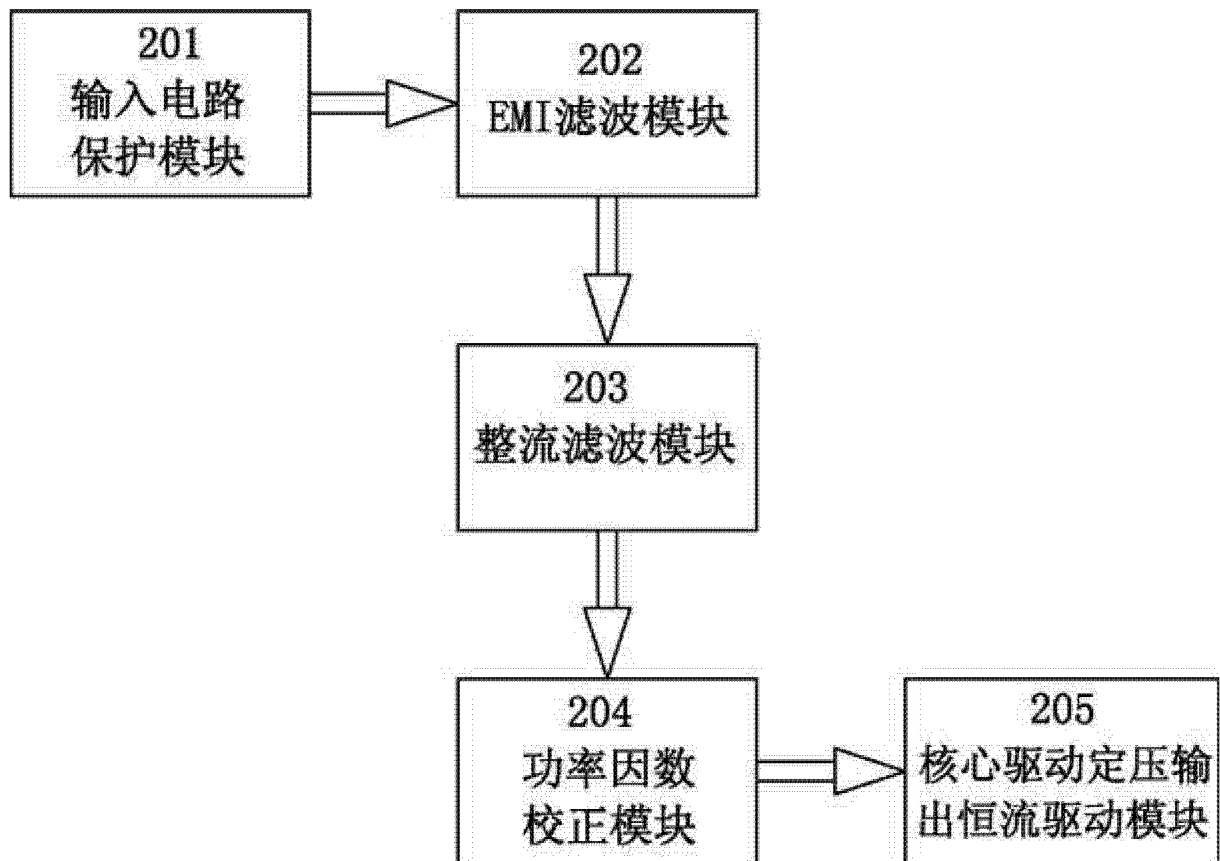 201
输入电路
保护模块
202
EMI滤波模块
203
整流滤波模块
204
功率因数
校正模块
205
核心驱动定压输
出恒流驱动模块